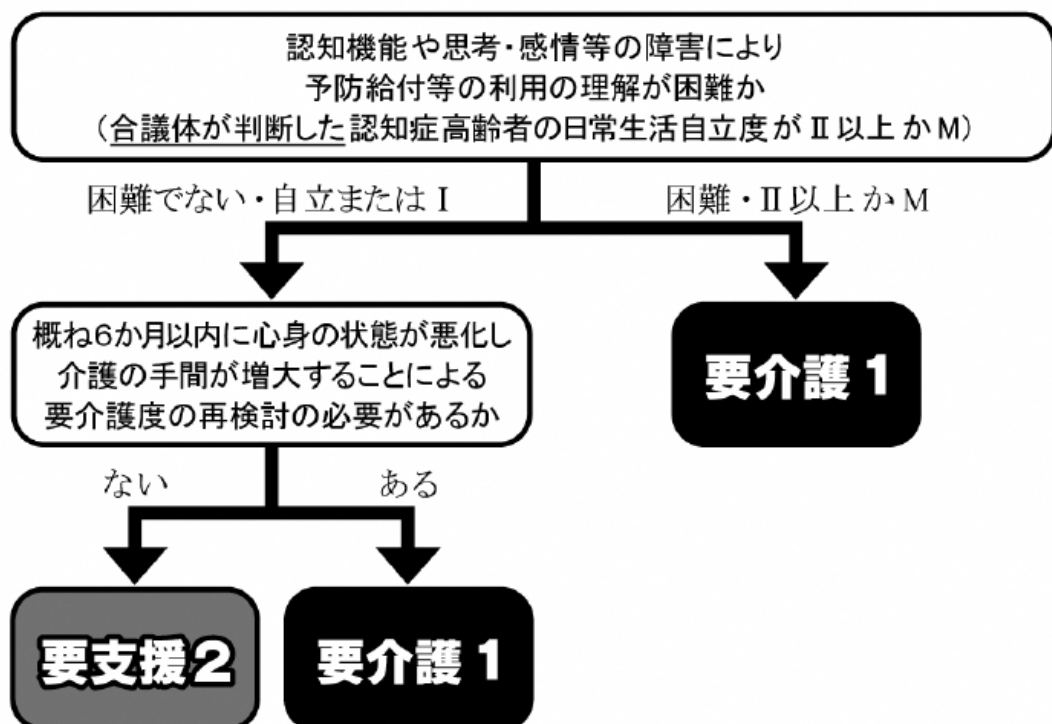 認知機能や思考・感情等の障害により
予防給付等の利用の理解が困難か
（合議体が判断した認知症高齢者の日常生活自立度がⅡ以上かM）
困難でない・自立またはⅠ
困難・Ⅱ以上かM
概ね６か月以内に心身の状態が悪化し
介護の手間が増大することによる
要介護度の再検討の必要があるか
要介護１
ない
ある
要支援２
要介護１